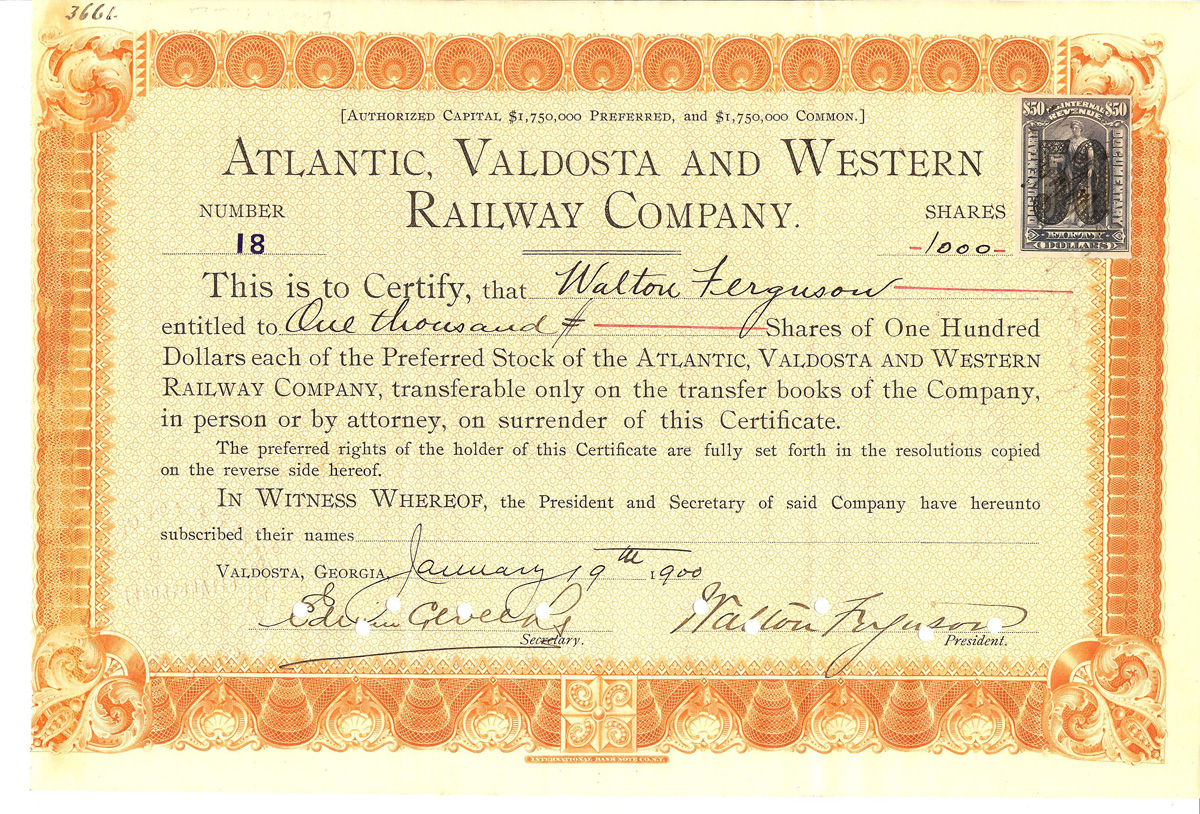 3661
[Authorized Capital $1,750,000 Preferred, and $1,750,000 Common.]
$50 INTERNAL REVENUE $50
DOCUMENTARY DOCUMENTARY
50
FIFTY
DOLLARS
Atlantic, Valdosta and Western
Railway Company.
NUMBER
18
SHARES
-1000-
This is to Certify, that Walton Ferguson
entitled to One thousand Shares of One Hundred
Dollars each of the Preferred Stock of the Atlantic, Valdosta and Western
Railway Company, transferable only on the transfer books of the Company,
in person or by attorney, on surrender of this Certificate.
The preferred rights of the holder of this Certificate are fully set forth in the resolutions copied
on the reverse side hereof.
In Witness Whereof, the President and Secretary of said Company have hereunto
subscribed their names
Valdosta, Georgia, January 19th 1900
Edwin Walton Ferguson
Secretary. President.
INTERNATIONAL BANK NOTE CO. N.Y.